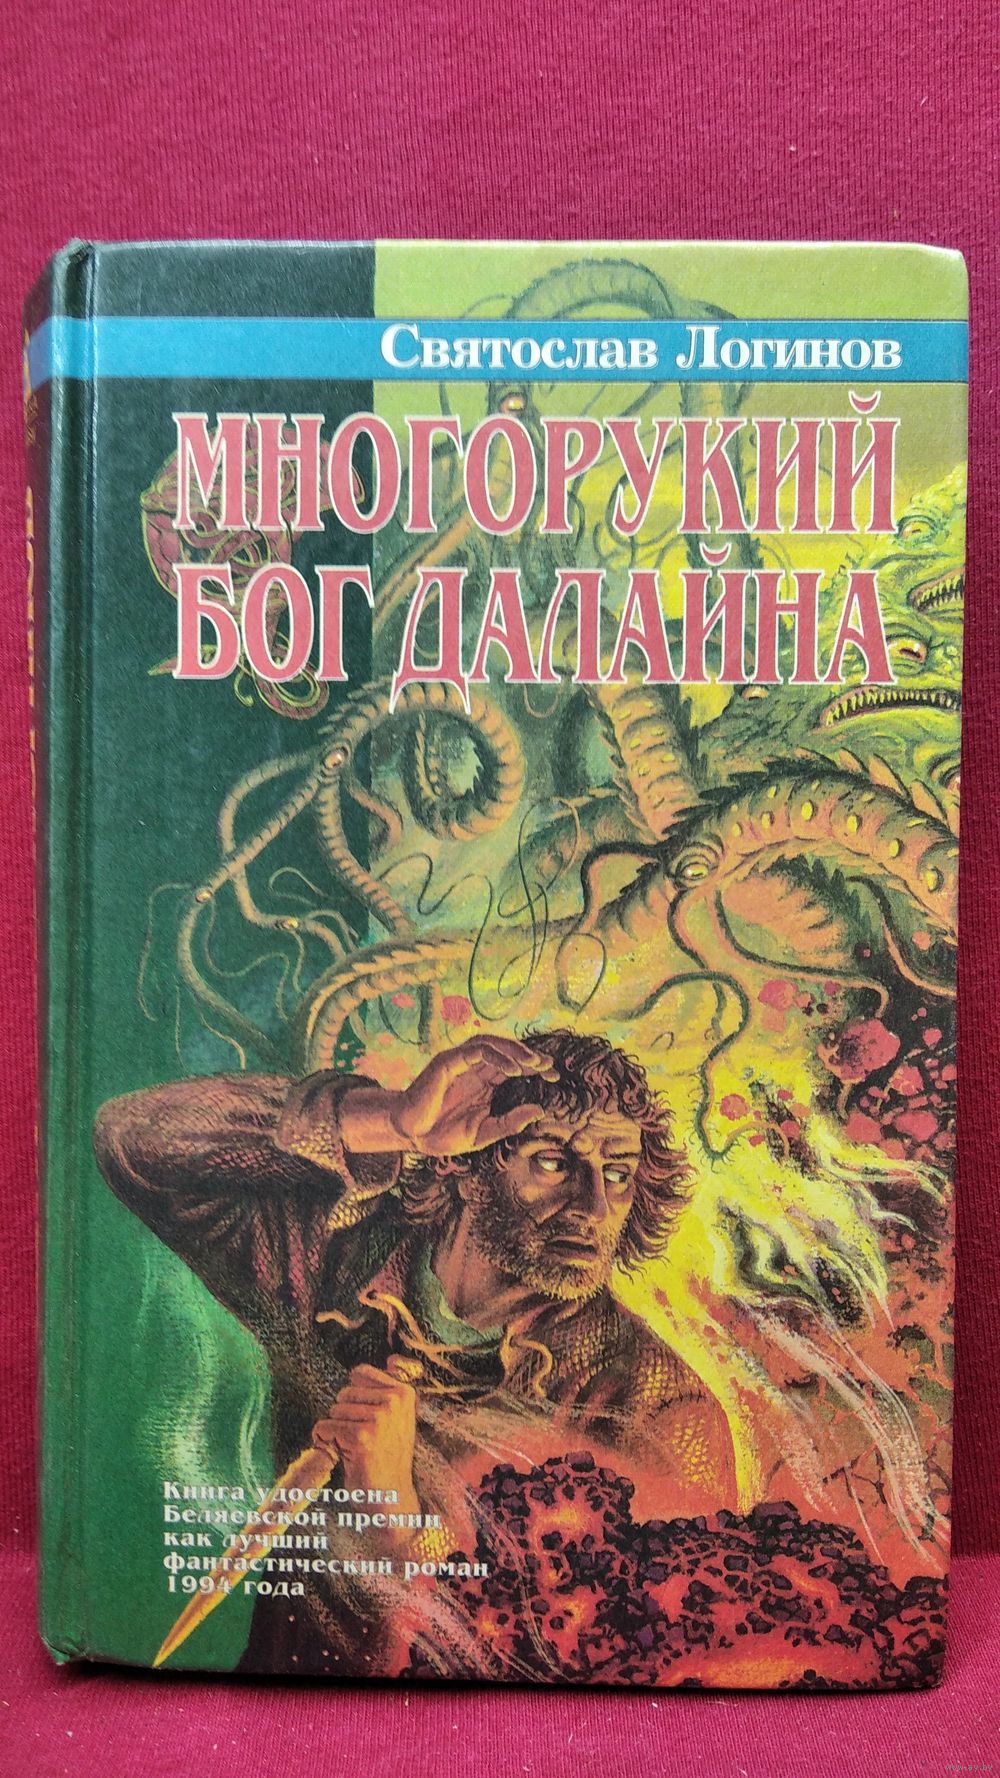 Святослав Логинов
МНОГОРУКИЙ
БОГ ДАЛАЙНА
Книга удостоена
Беляевской премии
как лучший
фантастический роман
1994 года